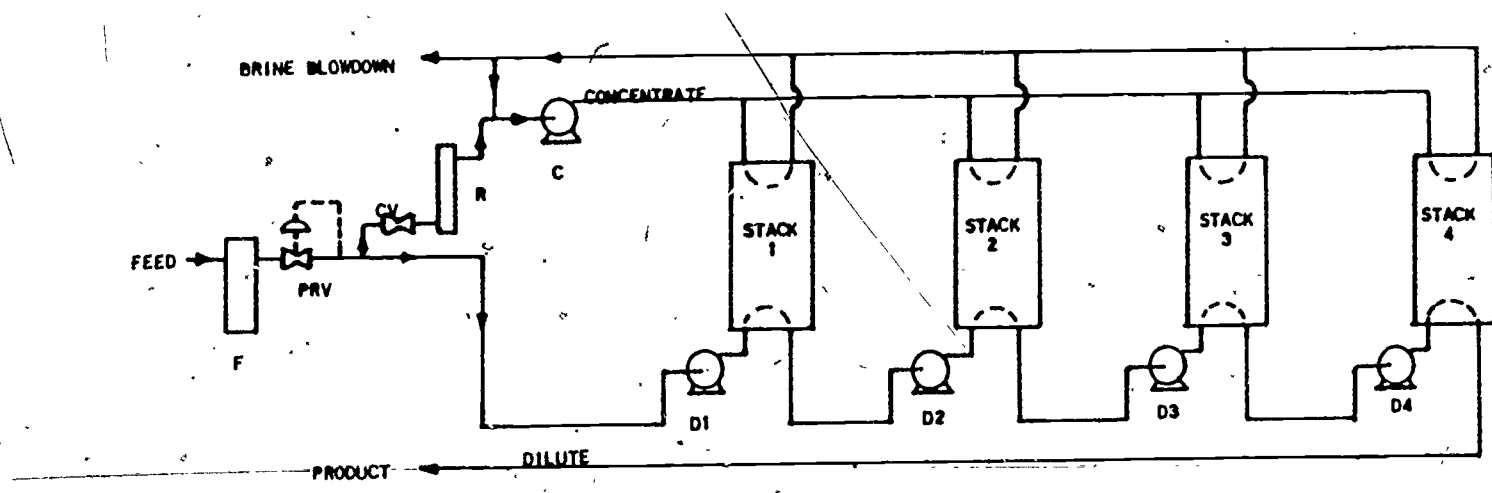 BRINE BLOWDOWN
CONCENTRATE
C
R
CV
FEED
PRV
F
STACK
1
STACK
2
STACK
3
STACK
4
D1
D2
D3
D4
DILUTE
PRODUCT